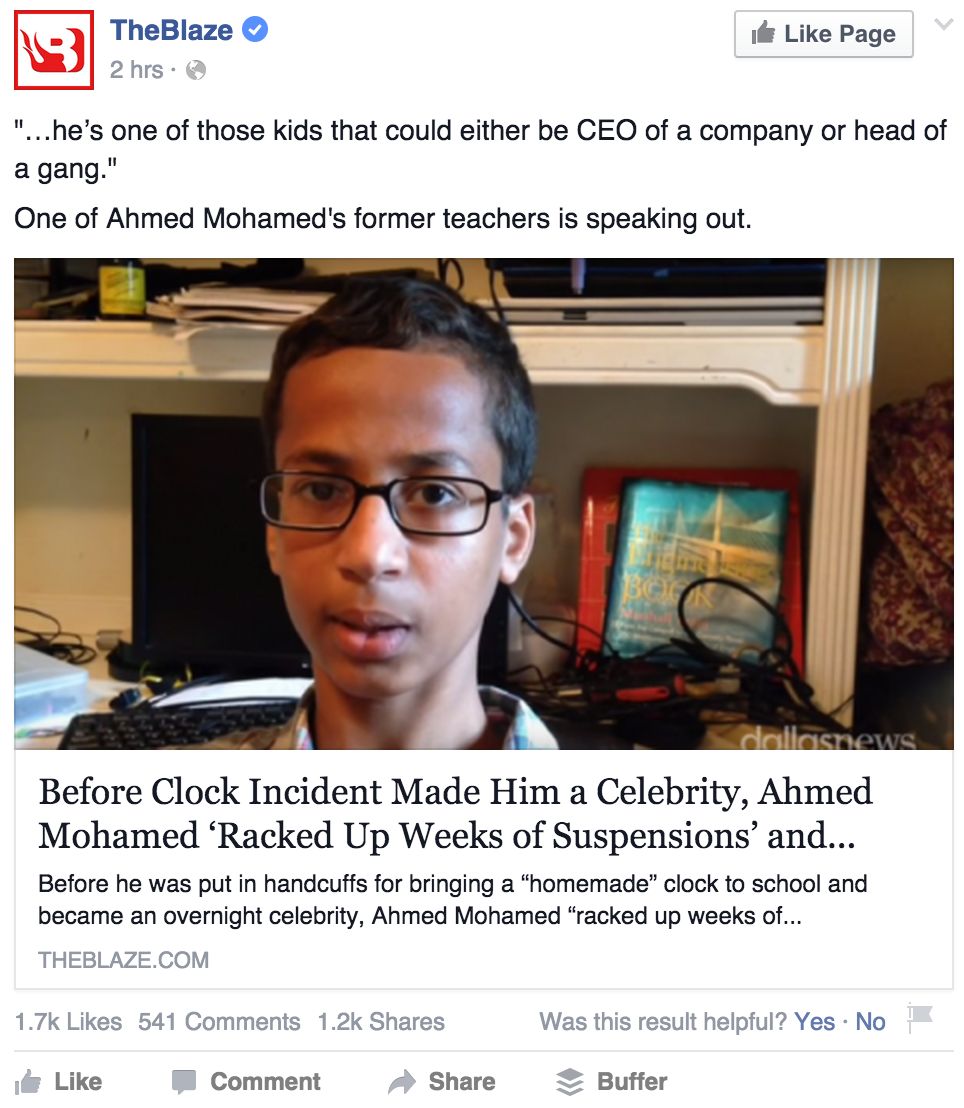 TheBlaze
Like Page
2 hrs ·
"…he’s one of those kids that could either be CEO of a company or head of
a gang."
One of Ahmed Mohamed's former teachers is speaking out.
BOOK
dallasnews
Before Clock Incident Made Him a Celebrity, Ahmed
Mohamed ‘Racked Up Weeks of Suspensions’ and...
Before he was put in handcuffs for bringing a “homemade” clock to school and
became an overnight celebrity, Ahmed Mohamed “racked up weeks of...
THEBLAZE.COM
1.7k Likes 541 Comments 1.2k Shares
Was this result helpful? Yes · No
Like Comment Share Buffer